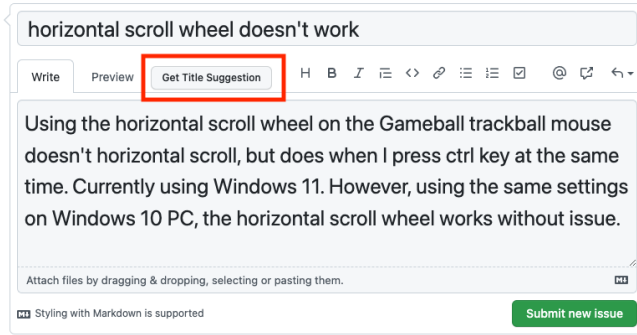 horizontal scroll wheel doesn't work
Write Preview Get Title Suggestion H B I <> @
Using the horizontal scroll wheel on the Gameball trackball mouse
doesn't horizontal scroll, but does when I press ctrl key at the same
time. Currently using Windows 11. However, using the same settings
on Windows 10 PC, the horizontal scroll wheel works without issue.
Attach files by dragging & dropping, selecting or pasting them. M↓
M↓ Styling with Markdown is supported Submit new issue